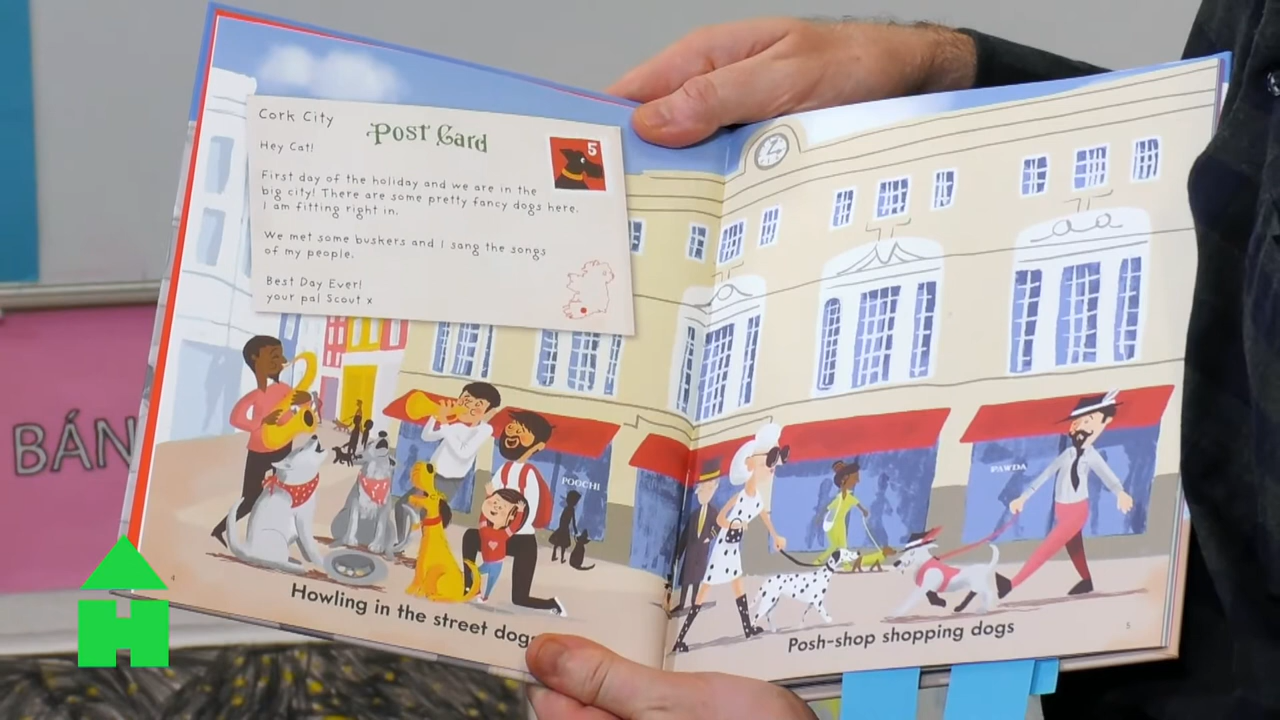 Cork City
Post Card
5
Hey Cat!
First day of the holiday and we are in the
big city! There are some pretty fancy dogs here.
I am fitting right in.
We met some buskers and I sang the songs
of my people.
Best Day Ever!
your pal Scout x
BÁN
POOCHI
PAWDA
4
Howling in the street dogs
Posh-shop shopping dogs
5
H